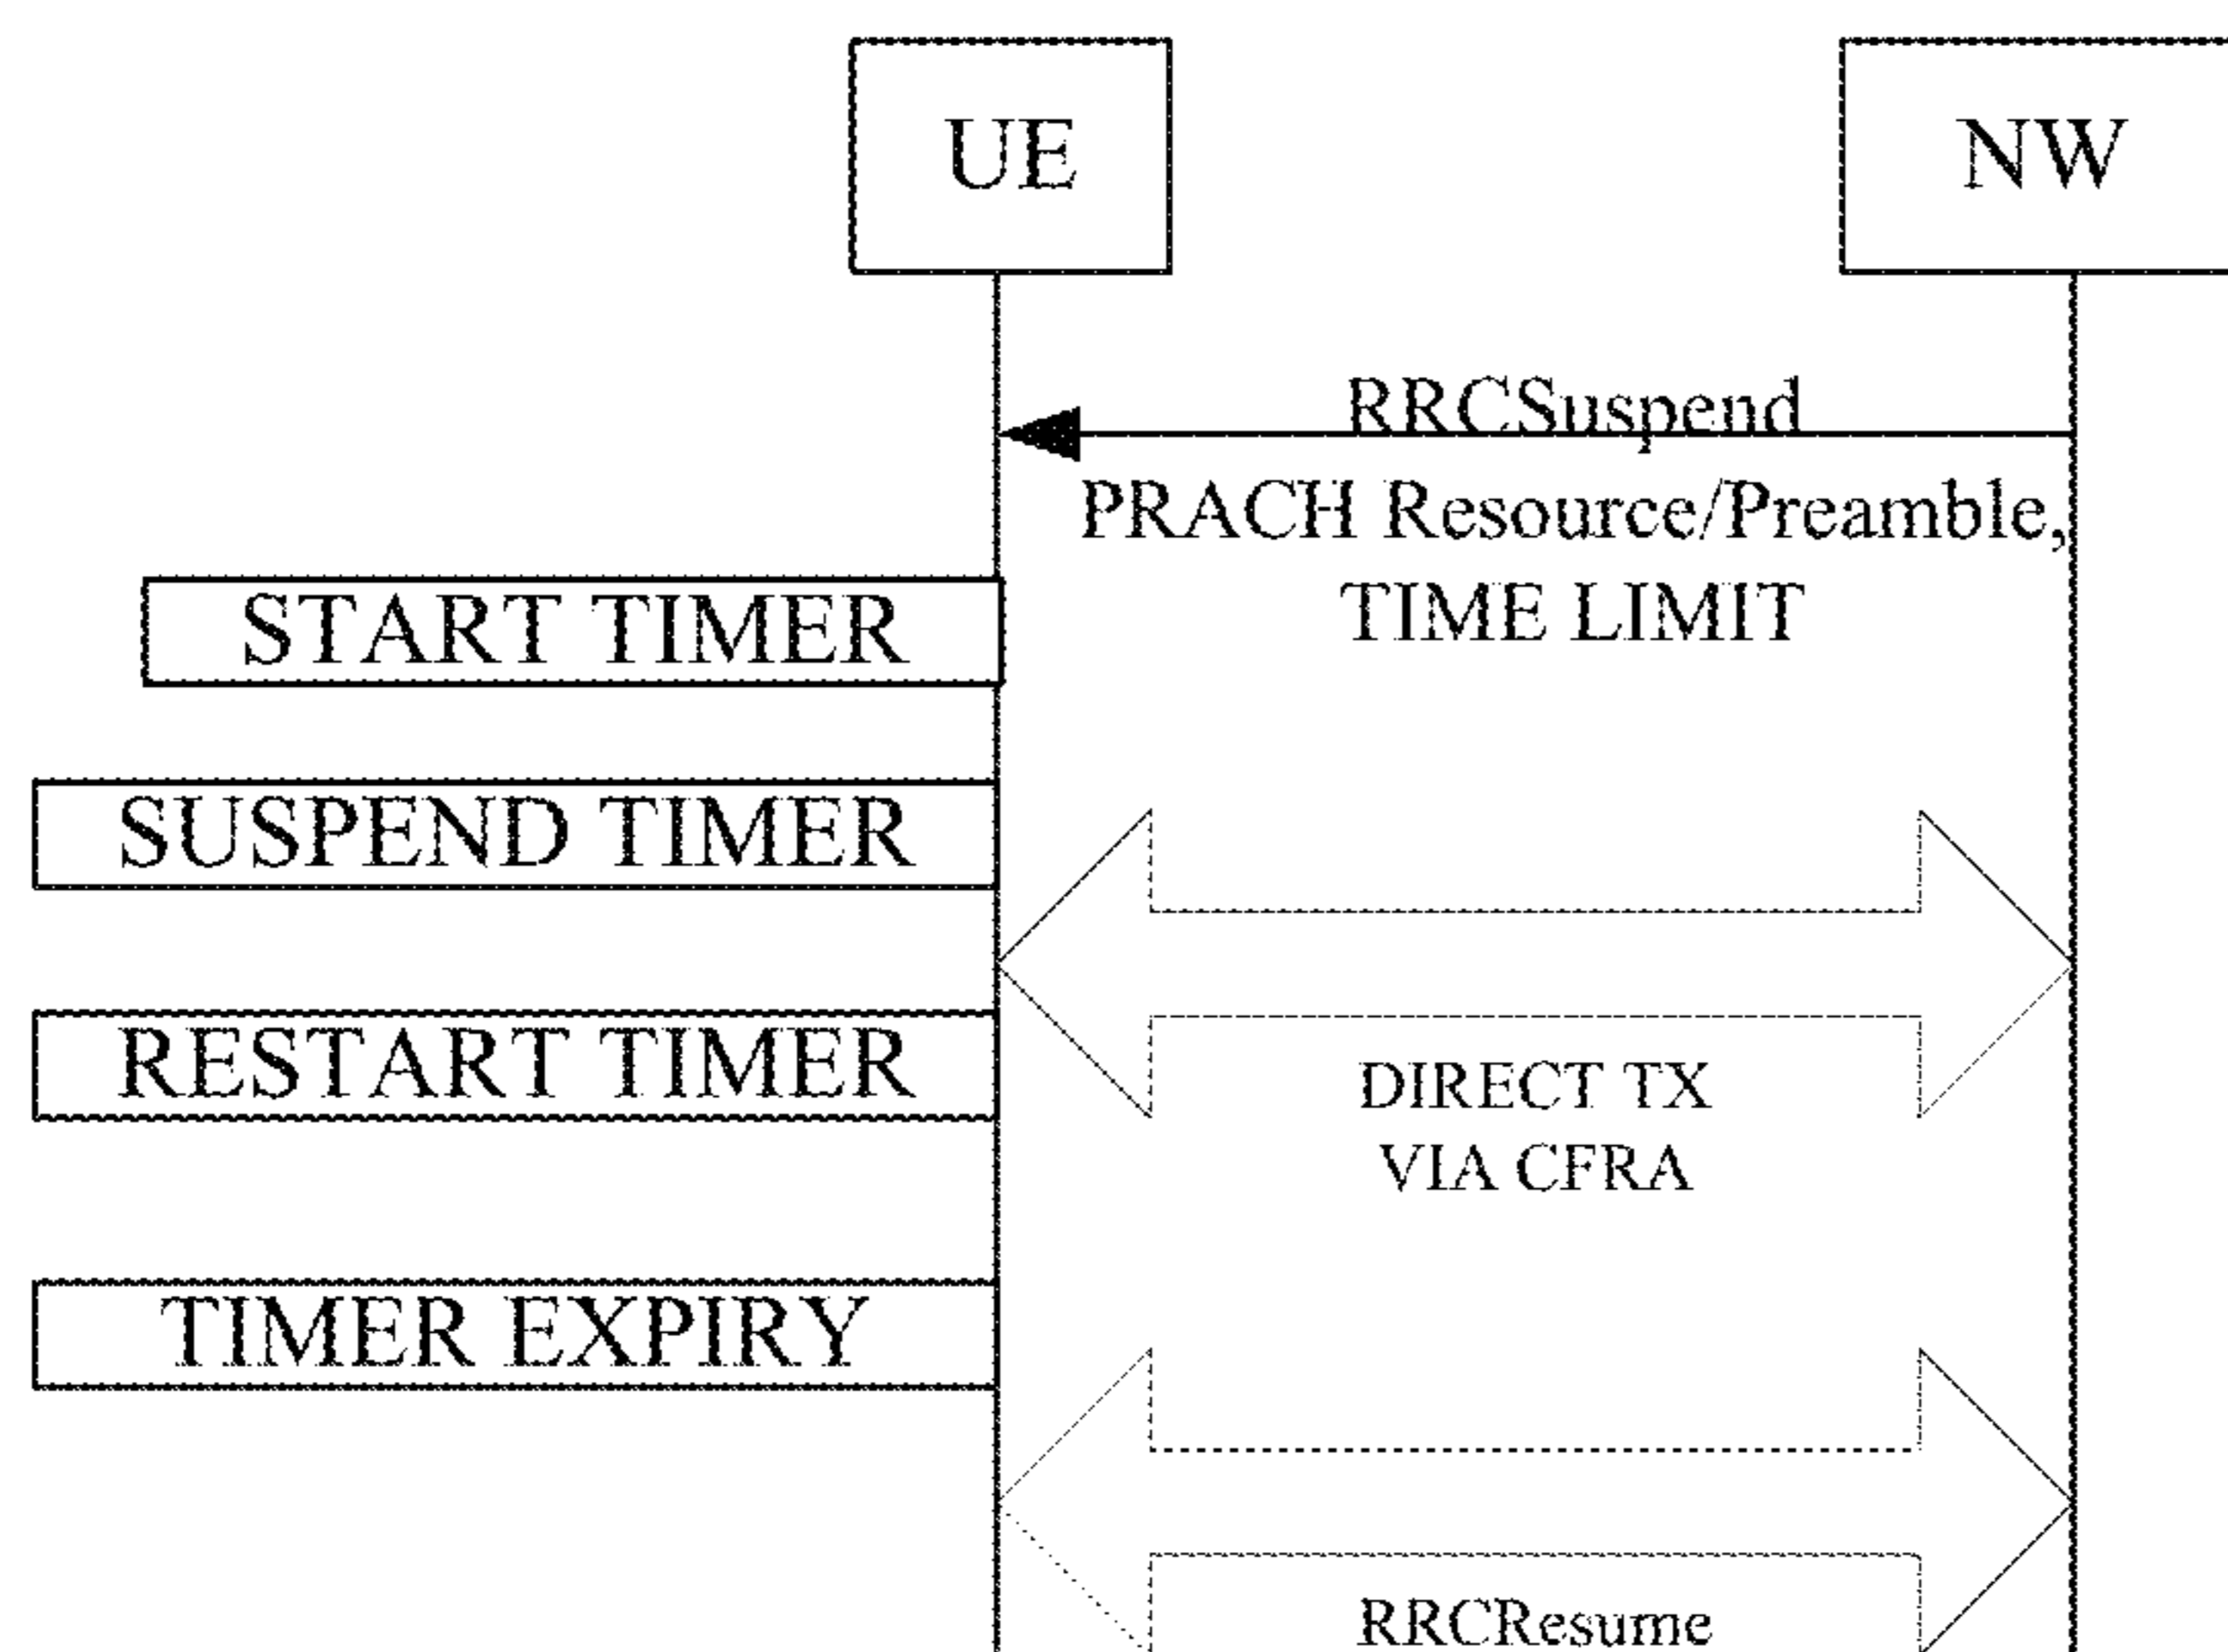 UE
NW
RRCSuspend
PRACH Resource/Preamble,
TIME LIMIT
START TIMER
SUSPEND TIMER
RESTART TIMER
DIRECT TX
VIA CFRA
TIMER EXPIRY
RRCResume